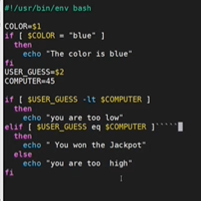 #!/usr/bin/env bash

COLOR=$1
if [ $COLOR = "blue" ]
  then
    echo "The color is blue"
fi
USER_GUESS=$2
COMPUTER=45

if [ $USER_GUESS -lt $COMPUTER ]
  then
    echo "you are too low"
elif [ $USER_GUESS eq $COMPUTER ]`````
  then
    echo " You won the Jackpot"
  else
    echo "you are too  high"
fi